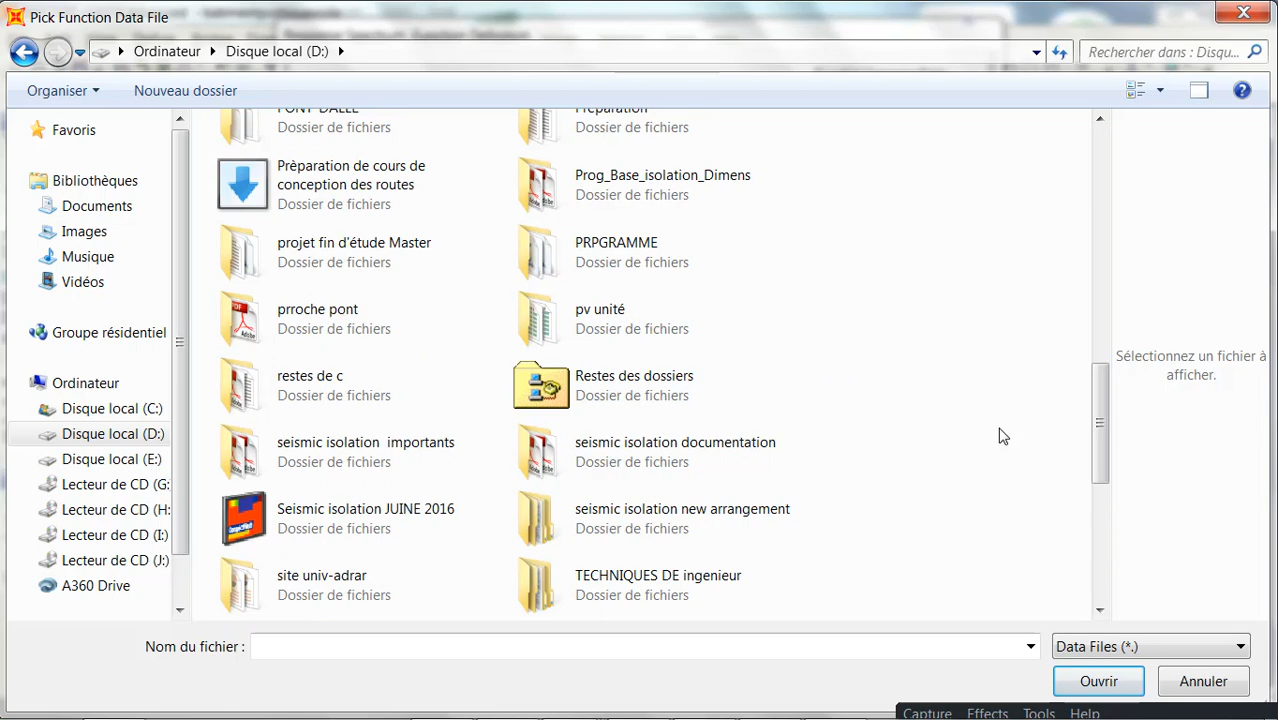 Pick Function Data File
Ordinateur Disque local (D:)
Rechercher dans : Disqu...
Organiser
Nouveau dossier
Favoris
Bibliothèques
Documents
Images
Musique
Vidéos
Groupe résidentiel
Ordinateur
Disque local (C:)
Disque local (D:)
Disque local (E:)
Lecteur de CD (G:
Lecteur de CD (H:
Lecteur de CD (I:)
Lecteur de CD (J:)
A360 Drive
PONT DALLE
Dossier de fichiers
Préparation
Dossier de fichiers
Prèparation de cours de
conception des routes
Dossier de fichiers
Prog_Base_isolation_Dimens
Dossier de fichiers
projet fin d'étude Master
Dossier de fichiers
PRPGRAMME
Dossier de fichiers
prroche pont
Dossier de fichiers
pv unité
Dossier de fichiers
restes de c
Dossier de fichiers
Restes des dossiers
Dossier de fichiers
seismic isolation  importants
Dossier de fichiers
seismic isolation documentation
Dossier de fichiers
Seismic isolation JUINE 2016
Dossier de fichiers
seismic isolation new arrangement
Dossier de fichiers
site univ-adrar
Dossier de fichiers
TECHNIQUES DE ingenieur
Dossier de fichiers
Sélectionnez un fichier à
afficher.
Nom du fichier :
Data Files (*.)
Ouvrir
Annuler
Capture Effects Tools Help